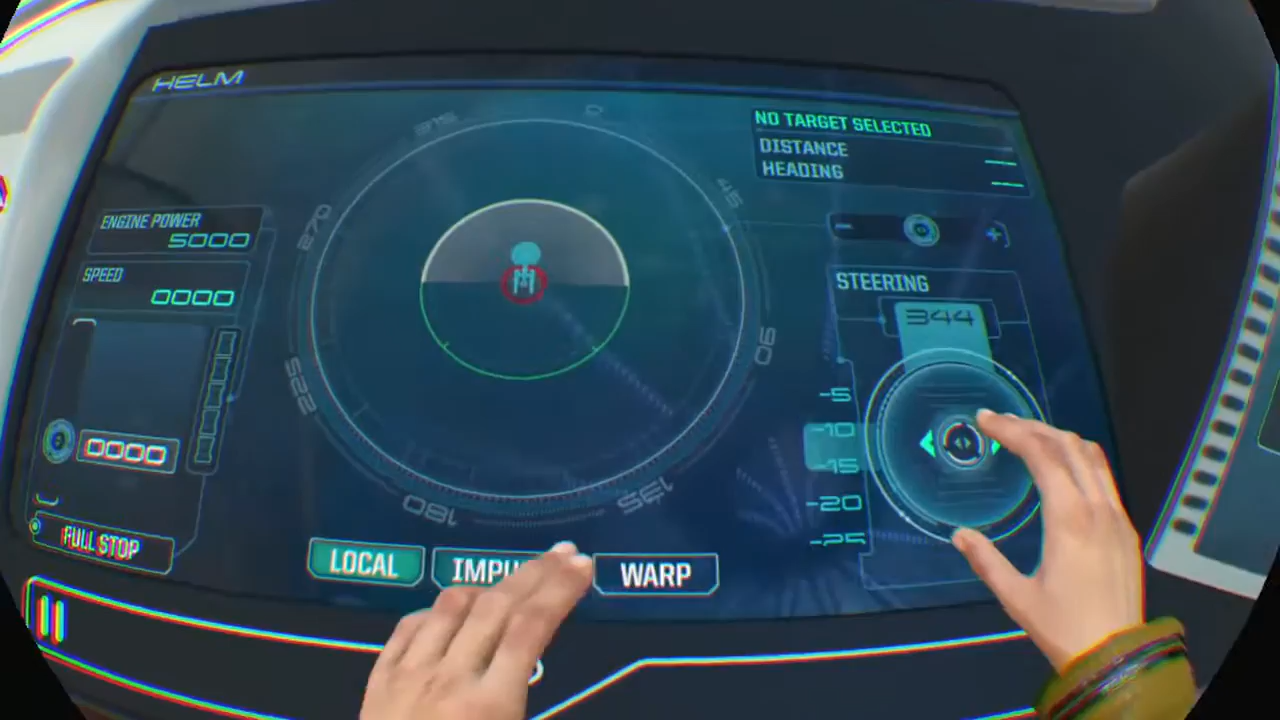 HELM
NO TARGET SELECTED
DISTANCE
HEADING
ENGINE POWER
5000
SPEED
0000
0000
FULL STOP
315
0
45
270
90
225
180
135
STEERING
344
-5
-10
-15
-20
-25
LOCAL
IMPU
WARP